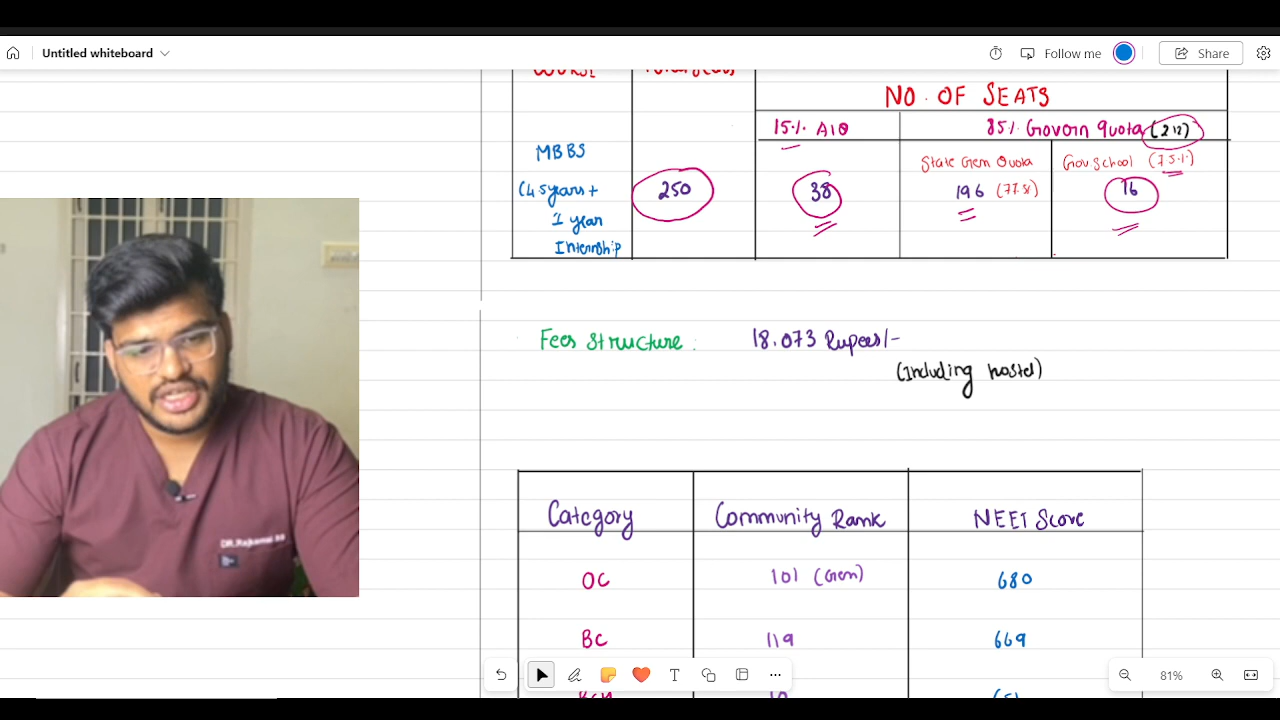 Untitled whiteboard
Follow me
Share
NO. OF SEATS
15%. AIQ
85%. Govern quota (212)
MBBS
State Gem Quota
Gov School (7.5%.)
(4.5years +
250
38
196 (77.5%)
16
1 year
Internship
Fees structure :
18.073 Rupees/-
(Including hostel)
Category
Community Rank
NEET Score
OC
101 (Gen)
680
BC
119
669
81%